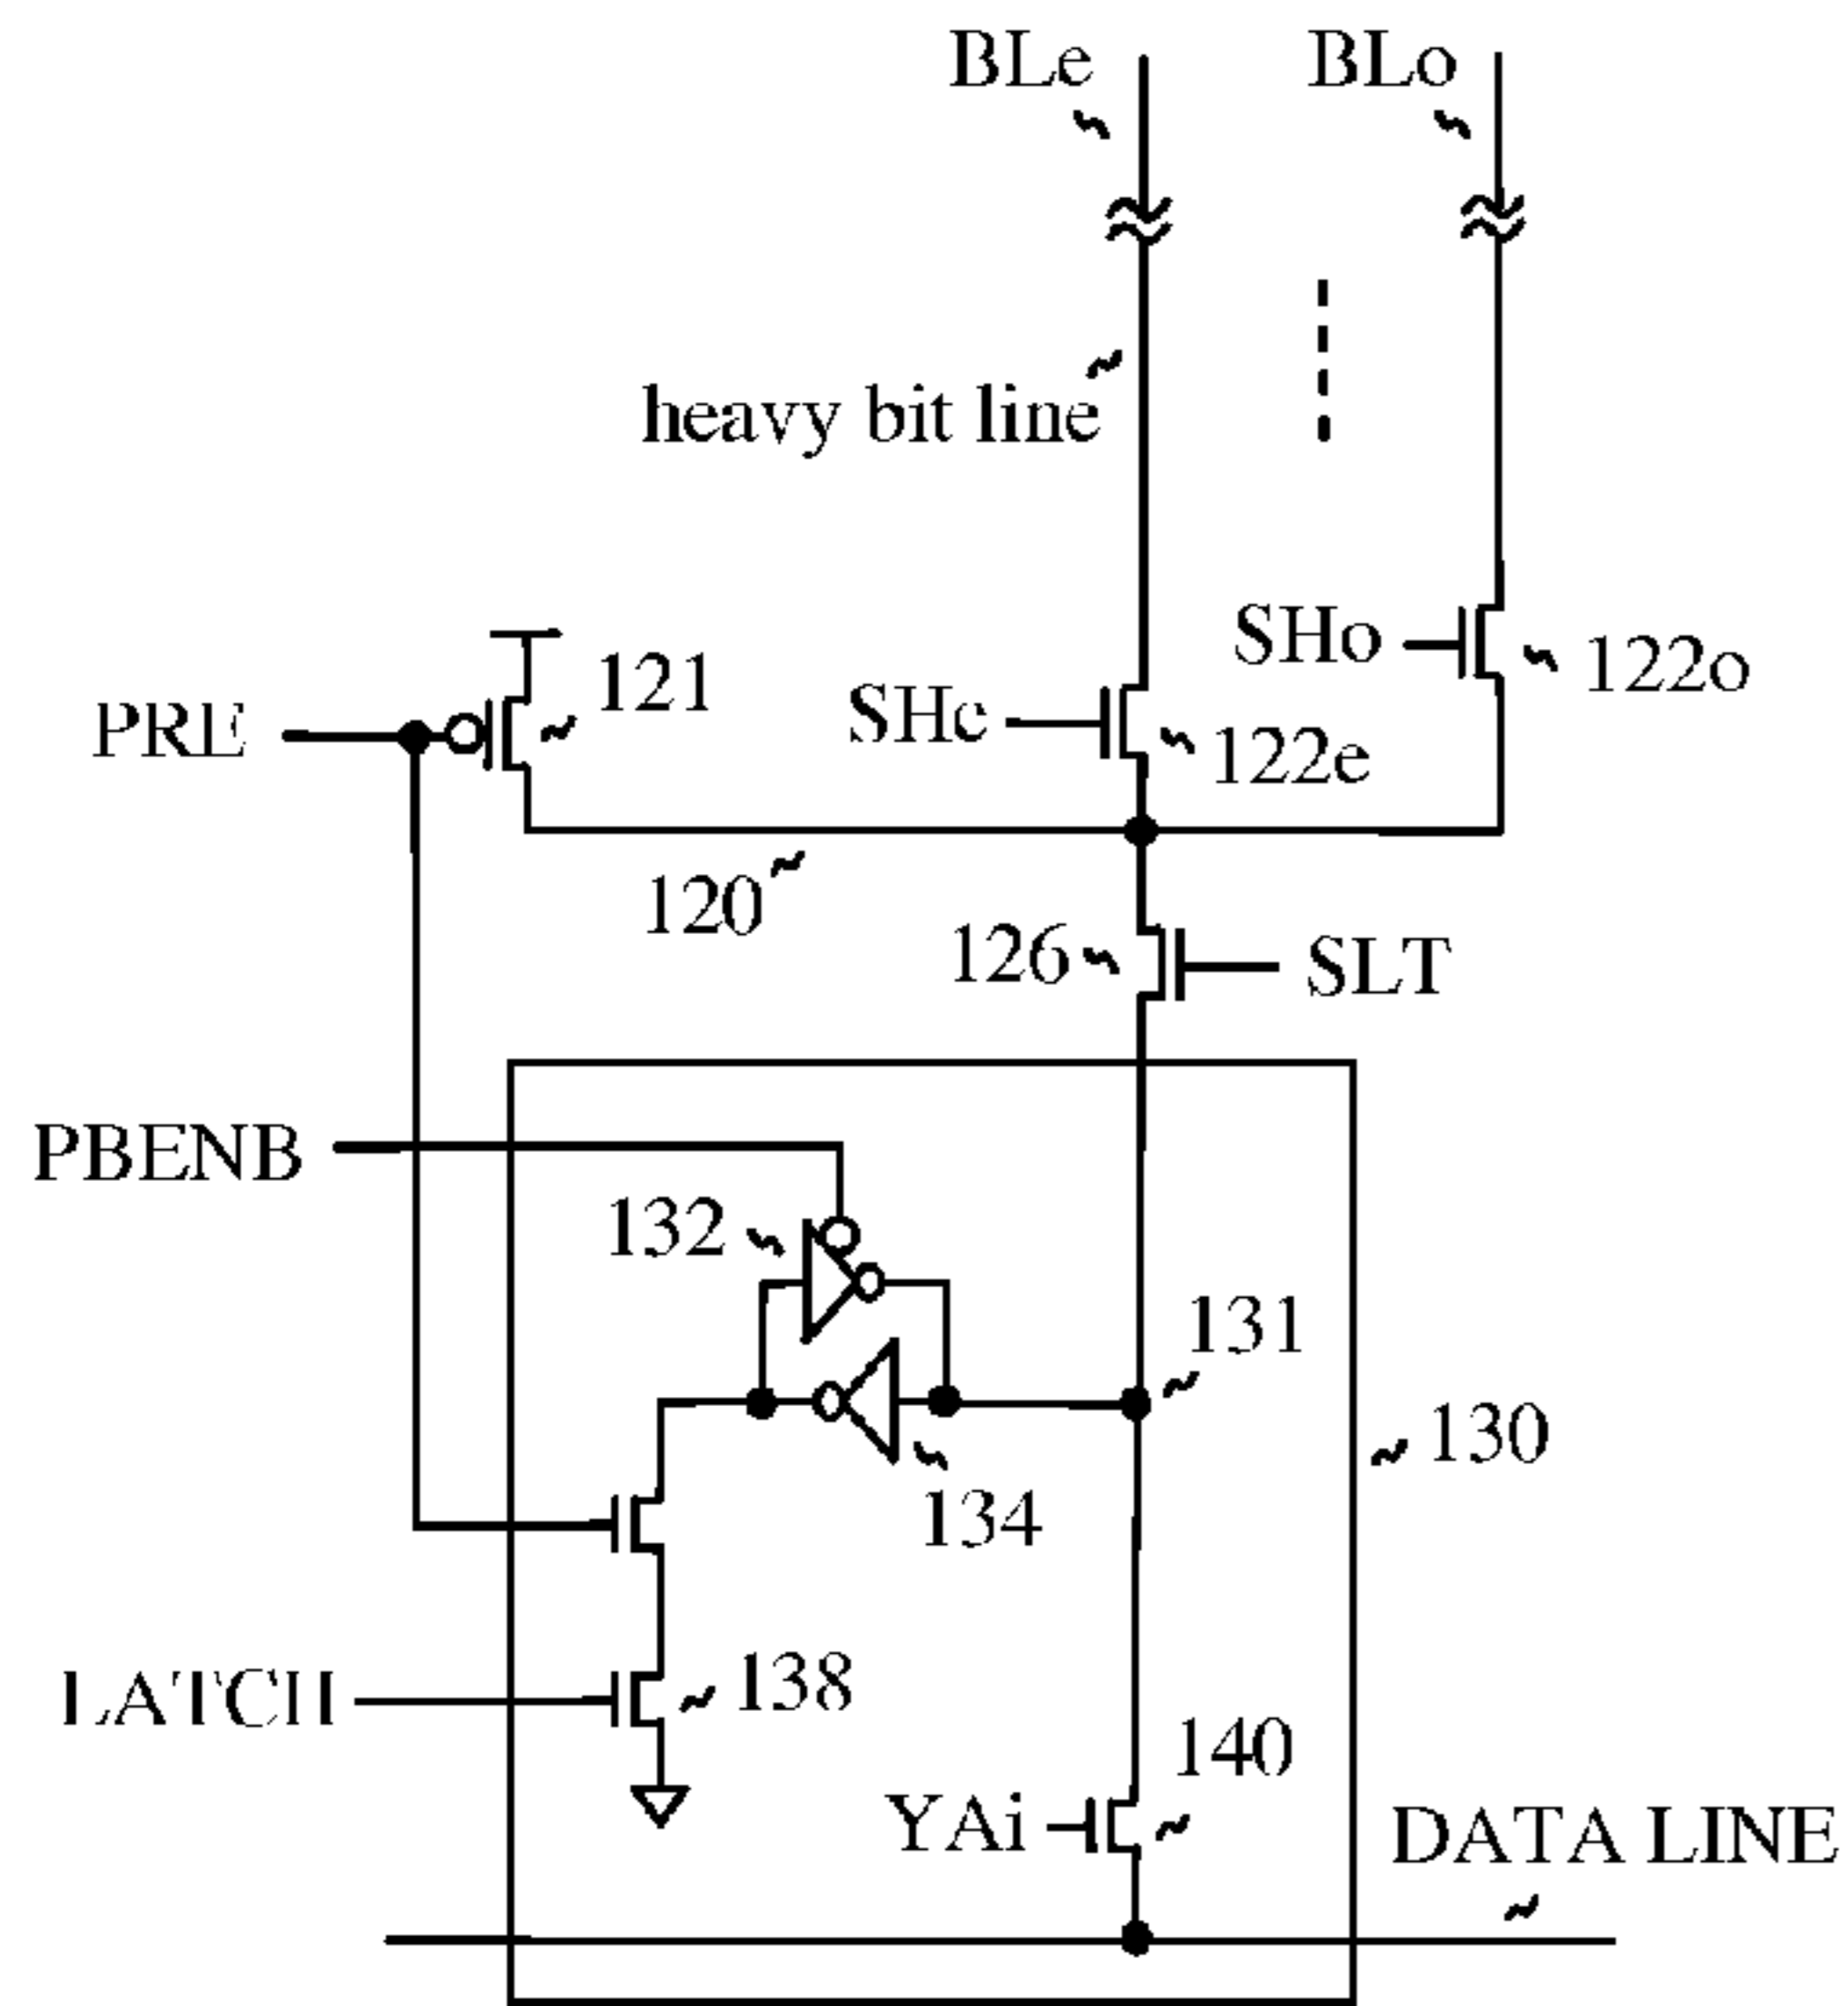 BLe
BLo
heavy bit line
SHo
122o
121
PRE
SHc
122e
120
126
SLT
PBENB
132
131
130
134
LATCH
138
140
YAi
DATA LINE